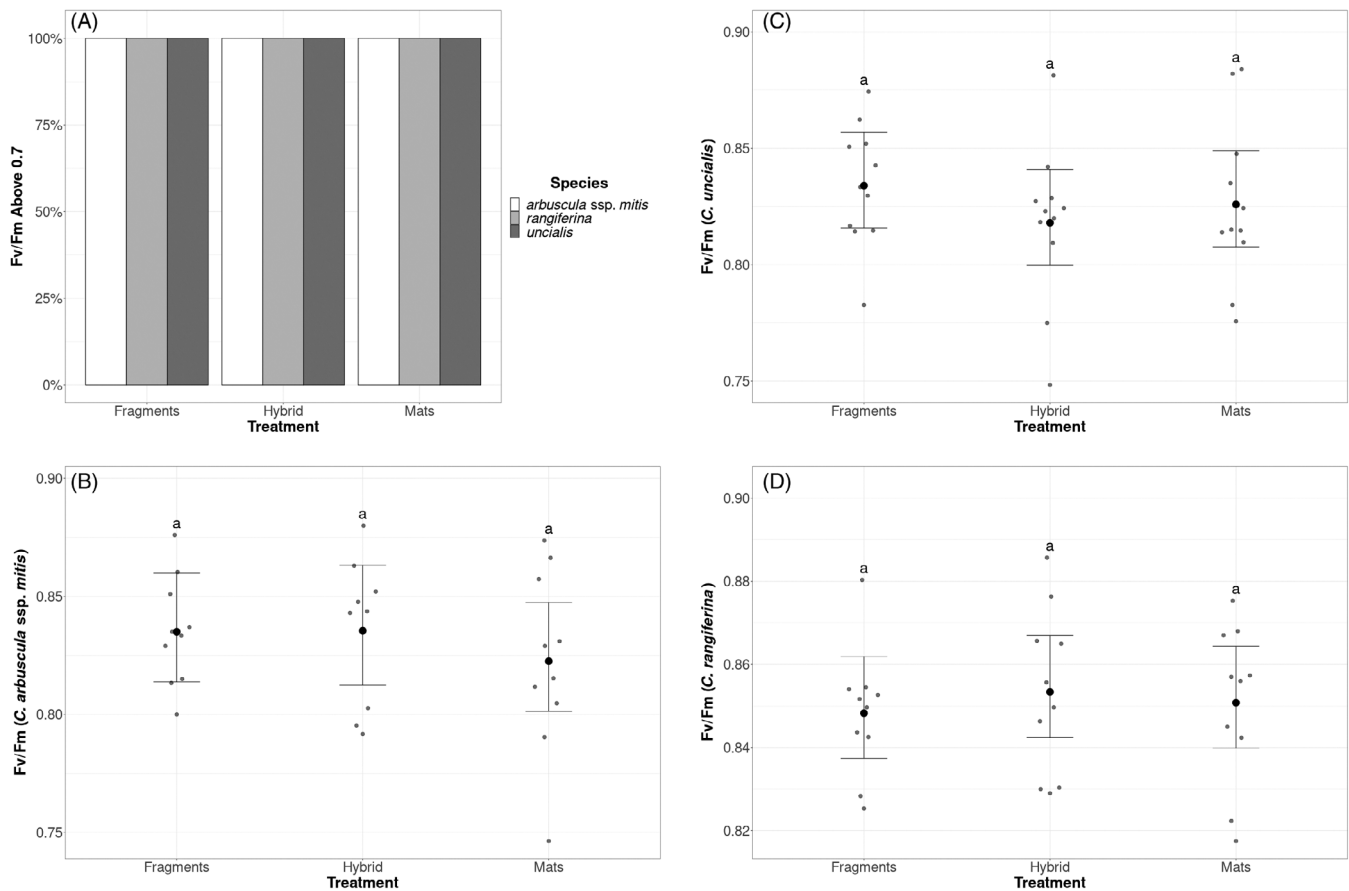 (A)
100%
75%
50%
25%
0%
Fv/Fm Above 0.7
Fragments Hybrid Mats
Treatment
Species
arbuscula ssp. mitis
rangiferina
uncialis
(C)
0.90
0.85
0.80
0.75
Fv/Fm (C. uncialis)
a a a
Fragments Hybrid Mats
Treatment
(B)
0.90
0.85
0.80
0.75
Fv/Fm (C. arbuscula ssp. mitis)
a a a
Fragments Hybrid Mats
Treatment
(D)
0.90
0.88
0.86
0.84
0.82
Fv/Fm (C. rangiferina)
a a a
Fragments Hybrid Mats
Treatment